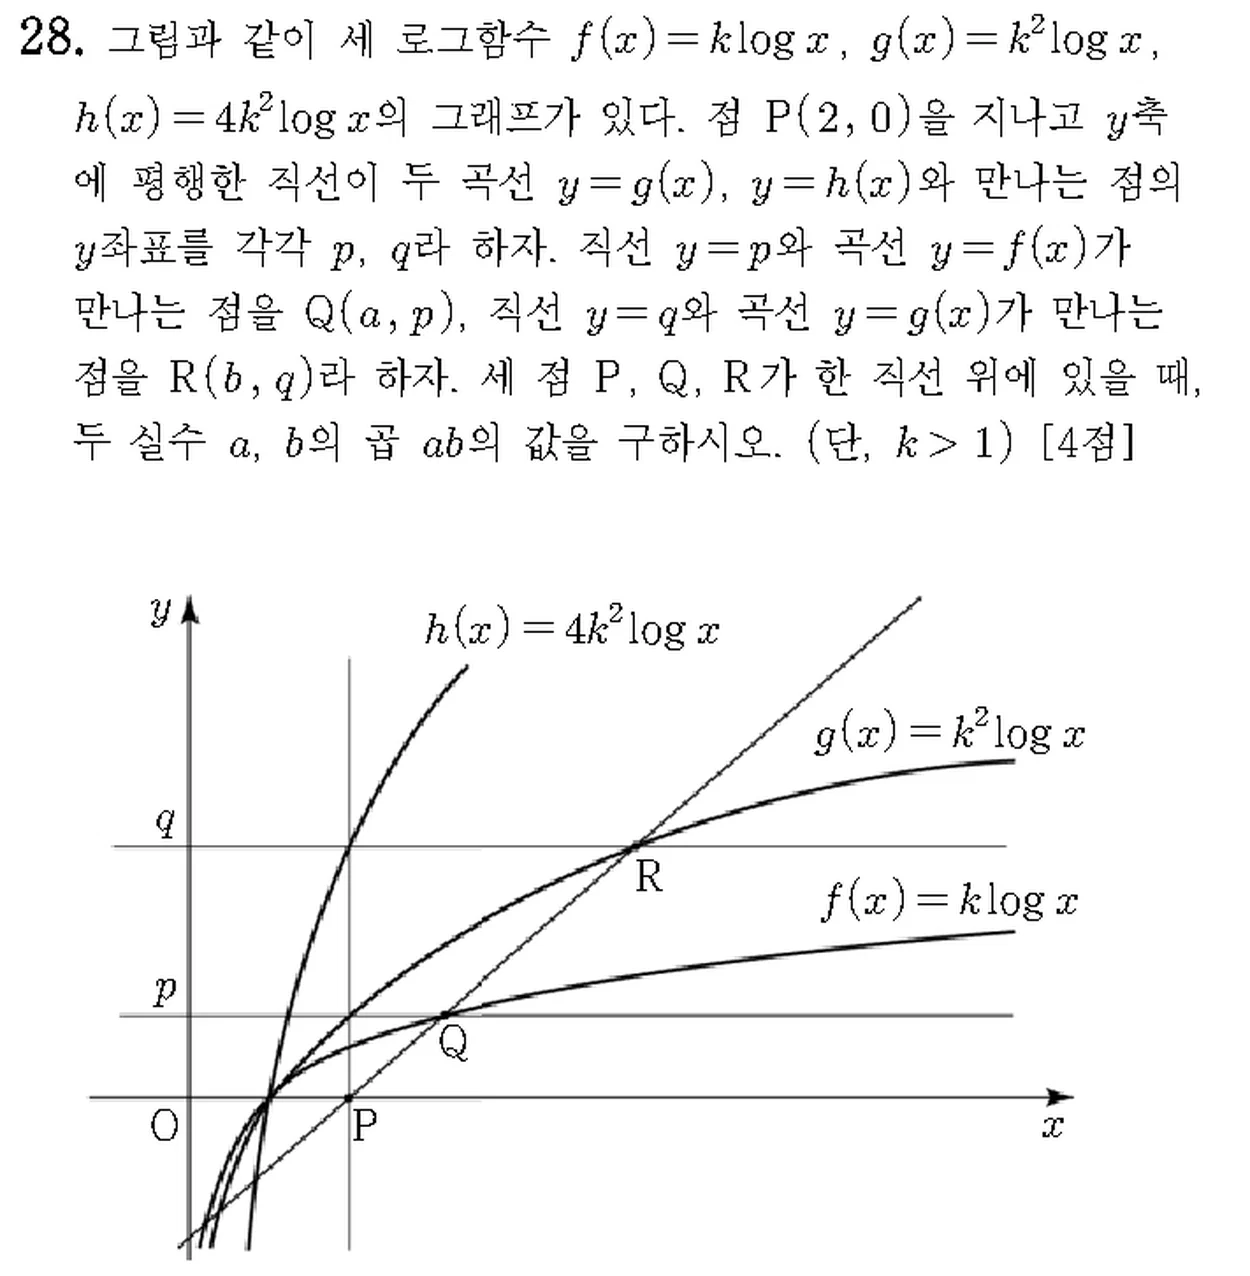 28. 그림과 같이 세 로그함수 f(x)=klog x, g(x)=k²log x,
h(x)=4k²log x의 그래프가 있다. 점 P(2, 0)을 지나고 y축
에 평행한 직선이 두 곡선 y=g(x), y=h(x)와 만나는 점의
y좌표를 각각 p, q라 하자. 직선 y=p와 곡선 y=f(x)가
만나는 점을 Q(a, p), 직선 y=q와 곡선 y=g(x)가 만나는
점을 R(b, q)라 하자. 세 점 P, Q, R가 한 직선 위에 있을 때,
두 실수 a, b의 곱 ab의 값을 구하시오. (단, k>1) [4점]
y
h(x)=4k²log x
g(x)=k²log x
q
R
f(x)=klog x
p
Q
O
P
x